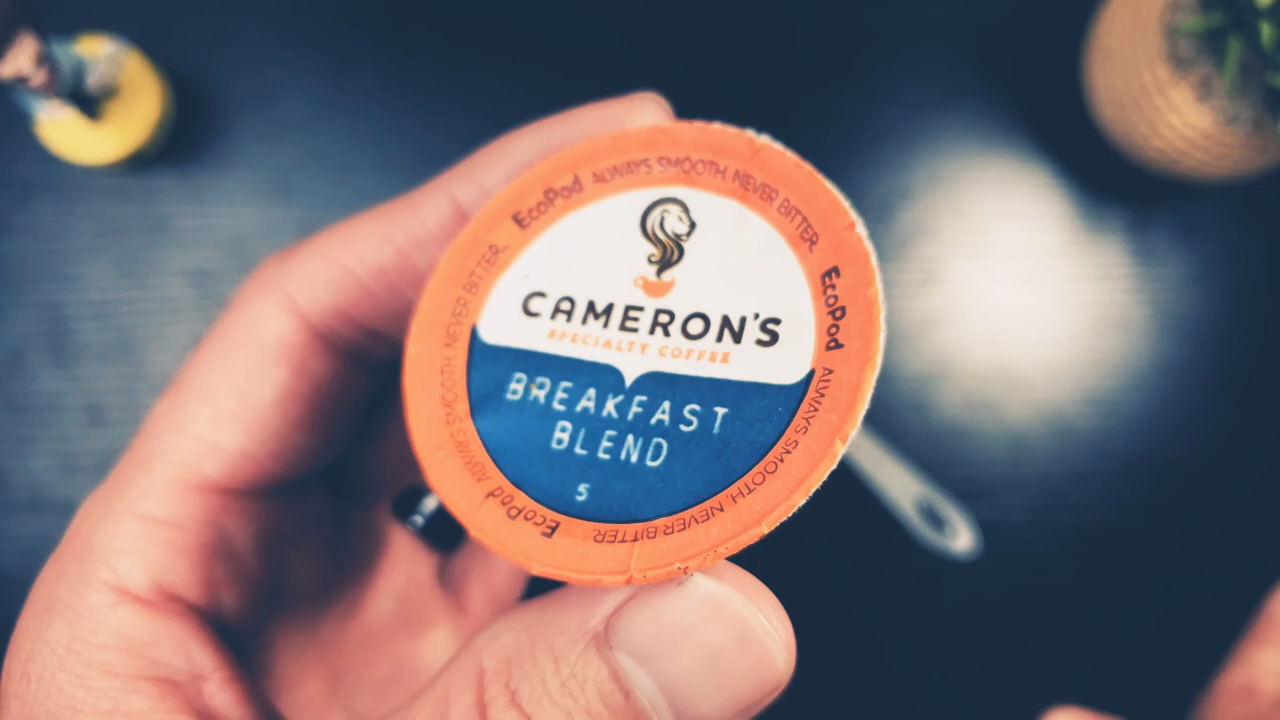 EcoPod ALWAYS SMOOTH. NEVER BITTER.
EcoPod ALWAYS SMOOTH. NEVER BITTER.
EcoPod ALWAYS SMOOTH. NEVER BITTER.
CAMERON'S
SPECIALTY COFFEE
BREAKFAST
BLEND
5